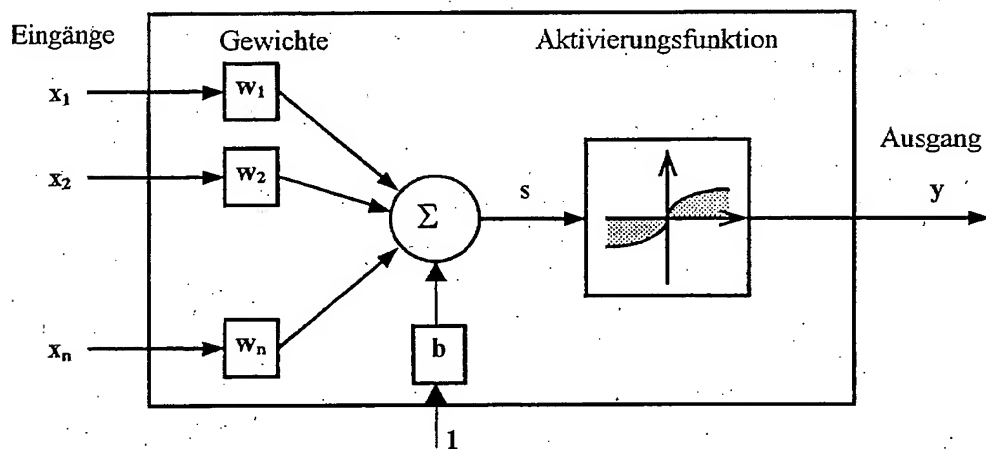 Eingänge
Gewichte
Aktivierungsfunktion
x₁
w₁
Ausgang
x₂
w₂
s
y
Σ
xₙ
wₙ
b
1